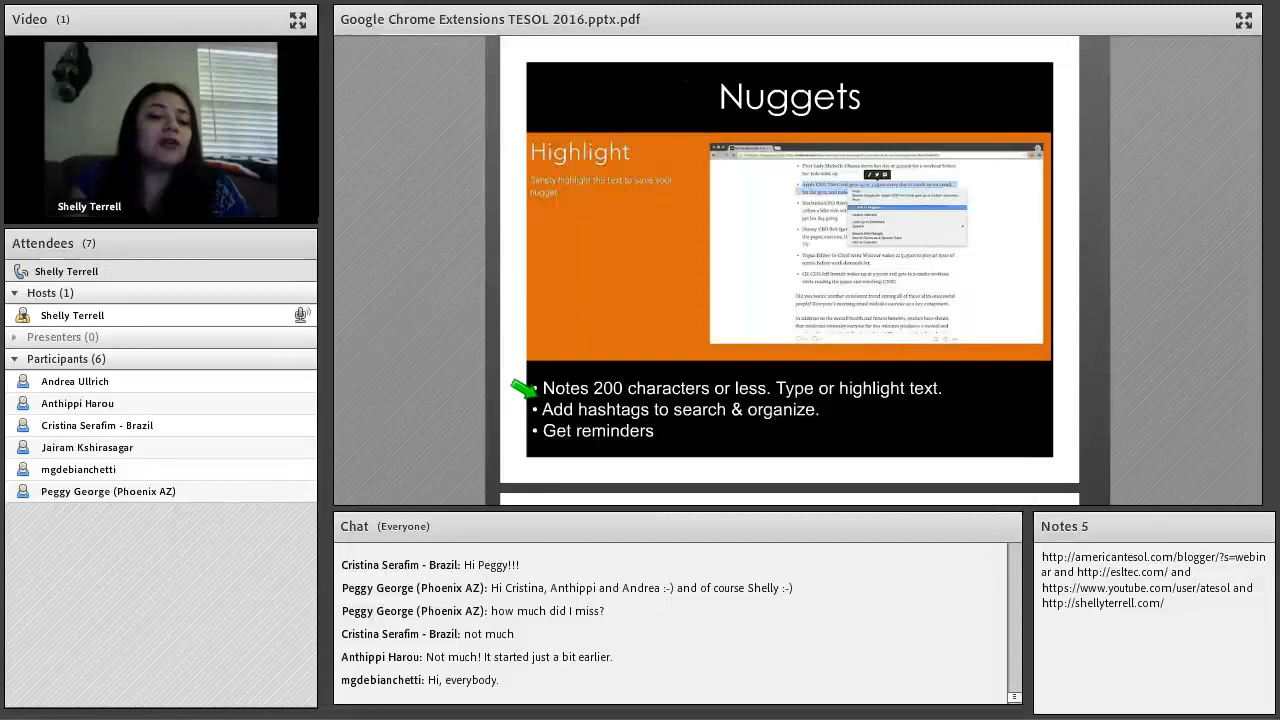 Video (1)
Shelly Terrell
Attendees (7)
Shelly Terrell
Hosts (1)
Shelly Terrell
Presenters (0)
Participants (6)
Andrea Ullrich
Anthippi Harou
Cristina Serafim - Brazil
Jairam Kshirasagar
mgdebianchetti
Peggy George (Phoenix AZ)
Google Chrome Extensions TESOL 2016.pptx.pdf
Nuggets
Highlight
Simply highlight the text to save your
nugget
• Notes 200 characters or less. Type or highlight text.
• Add hashtags to search & organize.
• Get reminders
Chat (Everyone)
Cristina Serafim - Brazil: Hi Peggy!!!
Peggy George (Phoenix AZ): Hi Cristina, Anthippi and Andrea :-) and of course Shelly :-)
Peggy George (Phoenix AZ): how much did I miss?
Cristina Serafim - Brazil: not much
Anthippi Harou: Not much! It started just a bit earlier.
mgdebianchetti: Hi, everybody.
Notes 5
http://americantesol.com/blogger/?s=webin
ar and http://esltec.com/ and
https://www.youtube.com/user/atesol and
http://shellyterrell.com/